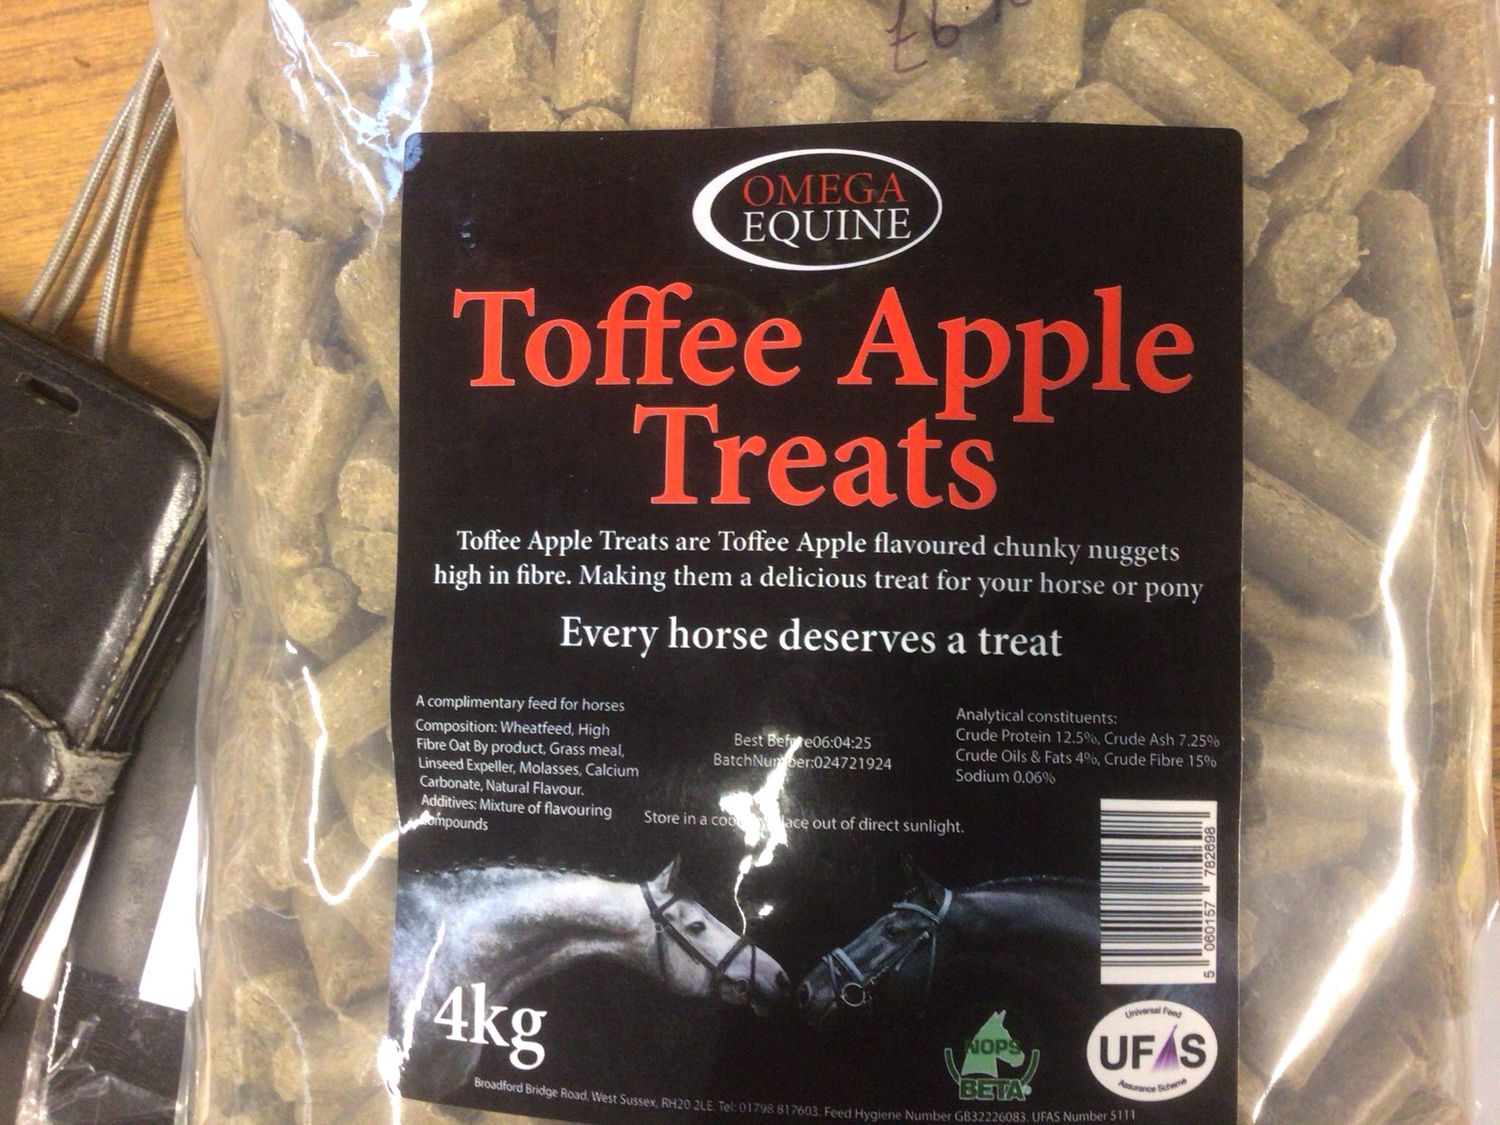 OMEGA
EQUINE
Toffee Apple
Treats
Toffee Apple Treats are Toffee Apple flavoured chunky nuggets
high in fibre. Making them a delicious treat for your horse or pony
Every horse deserves a treat
A complimentary feed for horses
Composition: Wheatfeed, High
Fibre Oat By product, Grass meal,
Linseed Expeller, Molasses, Calcium
Carbonate, Natural Flavour.
Additives: Mixture of flavouring
compounds
Best Before06:04:25
BatchNumber:024721924
Store in a out of direct sunlight.
Analytical constituents:
Crude Protein 12.5%, Crude Ash 7.25%
Crude Oils & Fats 4%, Crude Fibre 15%
Sodium 0.06%
5 060157 782698
4kg
NOPS
BETA
Universal Feed
UFAS
Assurance Scheme
Broadford Bridge Road, West Sussex, RH20 2LE. Tel: 01798 817603. Feed Hygiene Number GB32226083. UFAS Number 5111